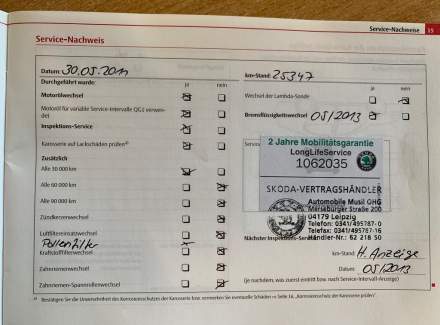 Service-Nachweise 15
Service-Nachweis
Datum: 30.05.2011
km-Stand: 25347
Durchgeführt wurde: ja nein
ja nein
Motorölwechsel
Wechsel der Lambda-Sonde
Motoröl für variable Service-Intervalle QG1 verwendet
Bremsflüssigkeitswechsel 05/2013
Inspektions-Service
Karosserie auf Lackschäden prüfen
2 Jahre Mobilitätsgarantie
LongLifeService
1062035
Zusätzlich
Alle 30 000 km
Alle 60 000 km
Alle 90 000 km
Zündkerzenwechsel
Luftfiltereinsatzwechsel
Pollenfilter
Kraftstofffilterwechsel
Zahnriemenwechsel
Zahnriemen-Spannrollenwechsel
SKODA-VERTRAGSHÄNDLER
Automobile Musil OHG
Merseburger Straße 200
04179 Leipzig
Telefon: 0341/495787-0
Telefax: 0341/495787-16
Händler-Nr.: 62 218 50
Nächster Inspektions-Service
km-Stand: lt. Anzeige
Datum: 05/2013
(je nachdem, was zuerst eintritt bzw. nach Service-Intervall-Anzeige)
Bestätigen Sie die Unversehrtheit des Korrosionsschutzes der Karosserie bzw. vermerken Sie eventuelle Schäden ⇒ Seite 16, „Korrosionsschutz der Karosserie prüfen“.